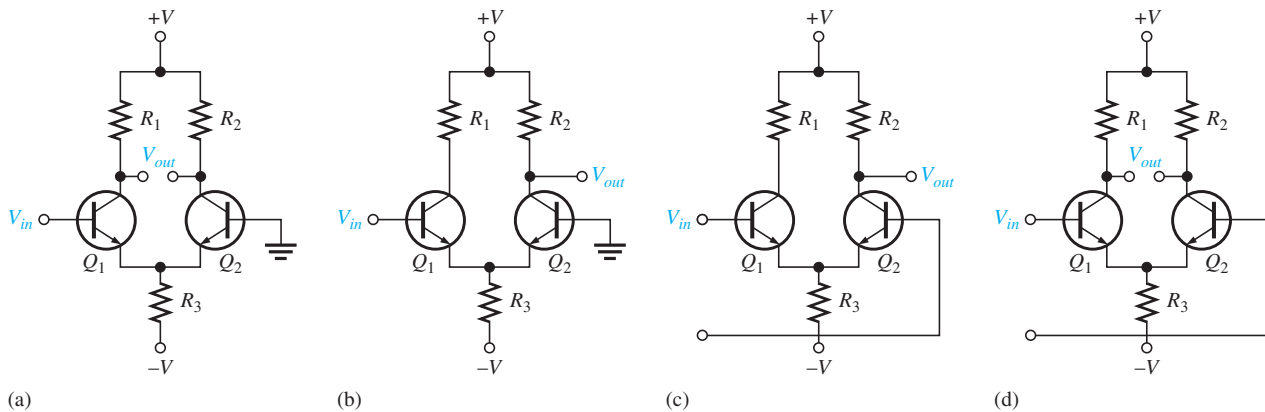 +V
R1
R2
Vout
Vin
Q1
Q2
R3
−V
(a)
+V
R1
R2
Vout
Vin
Q1
Q2
R3
−V
(b)
+V
R1
R2
Vout
Vin
Q1
Q2
R3
−V
(c)
+V
R1
R2
Vout
Vin
Q1
Q2
R3
−V
(d)